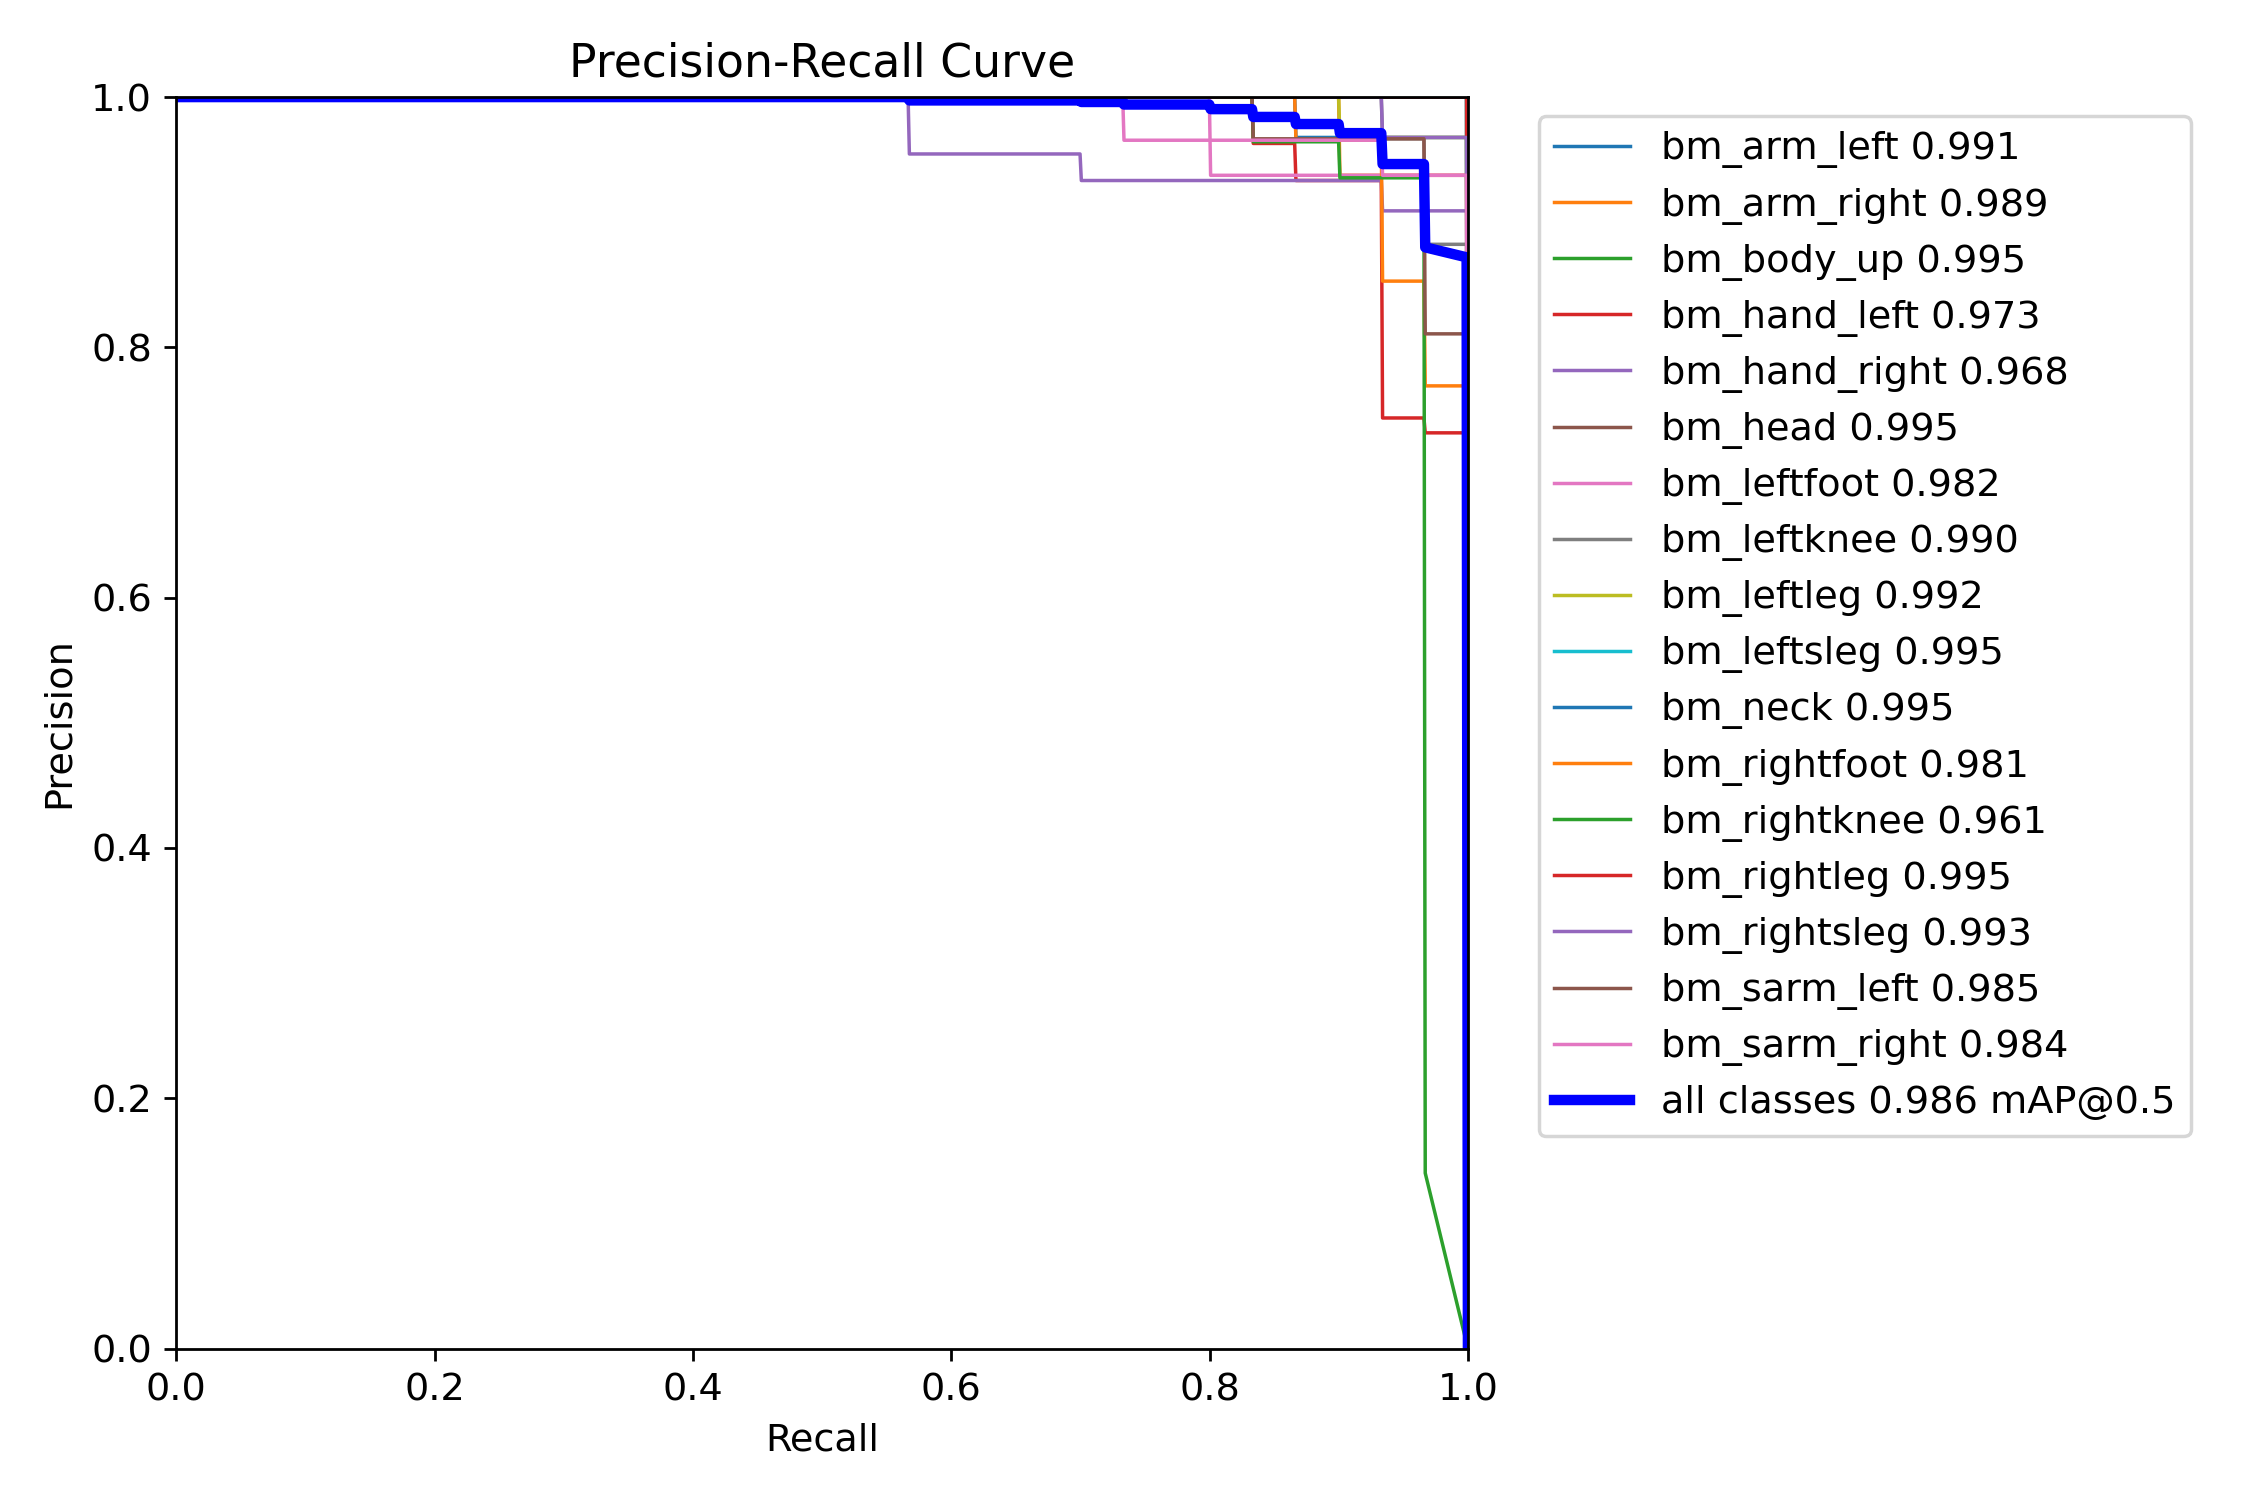 Precision-Recall Curve
1.0
0.8
0.6
0.4
0.2
0.0
Precision
0.0 0.2 0.4 0.6 0.8 1.0
Recall
bm_arm_left 0.991
bm_arm_right 0.989
bm_body_up 0.995
bm_hand_left 0.973
bm_hand_right 0.968
bm_head 0.995
bm_leftfoot 0.982
bm_leftknee 0.990
bm_leftleg 0.992
bm_leftsleg 0.995
bm_neck 0.995
bm_rightfoot 0.981
bm_rightknee 0.961
bm_rightleg 0.995
bm_rightsleg 0.993
bm_sarm_left 0.985
bm_sarm_right 0.984
all classes 0.986 mAP@0.5